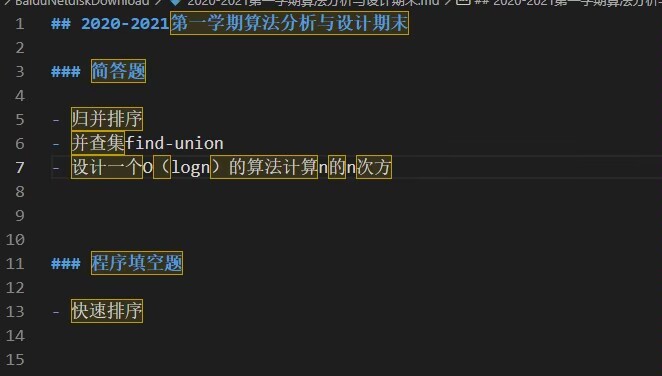 BaiduNetdiskDownload > 2020-2021第一学期算法分析与设计期末.md > ## 2020-2021第一学期算法分析与
1 ## 2020-2021第一学期算法分析与设计期末
2
3 ### 简答题
4
5 - 归并排序
6 - 并查集find-union
7 - 设计一个O（logn）的算法计算n的n次方
8
9
10
11 ### 程序填空题
12
13 - 快速排序
14
15